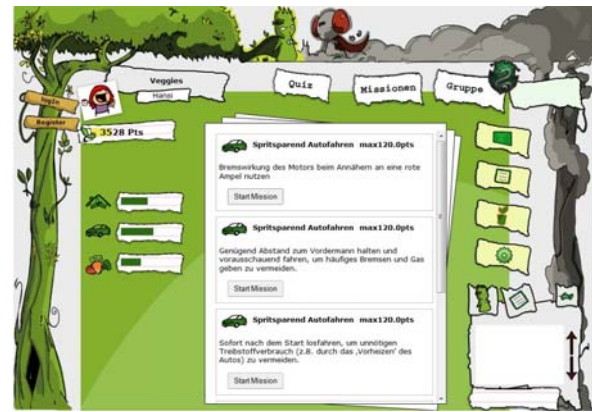 login
Register
Veggies
Hansi
Quiz
Missionen
Gruppe
3528 Pts
Spritsparend Autofahren max120.0pts
Bremswirkung des Motors beim Annähern an eine rote
Ampel nutzen
Start Mission
Spritsparend Autofahren max120.0pts
Genügend Abstand zum Vordermann halten und
vorausschauend fahren, um häufiges Bremsen und Gas
geben zu vermeiden.
Start Mission
Spritsparend Autofahren max120.0pts
Sofort nach dem Start losfahren, um unnötigen
Treibstoffverbrauch (z.B. durch das ‚Vorheizen' des
Autos) zu vermeiden.
Start Mission